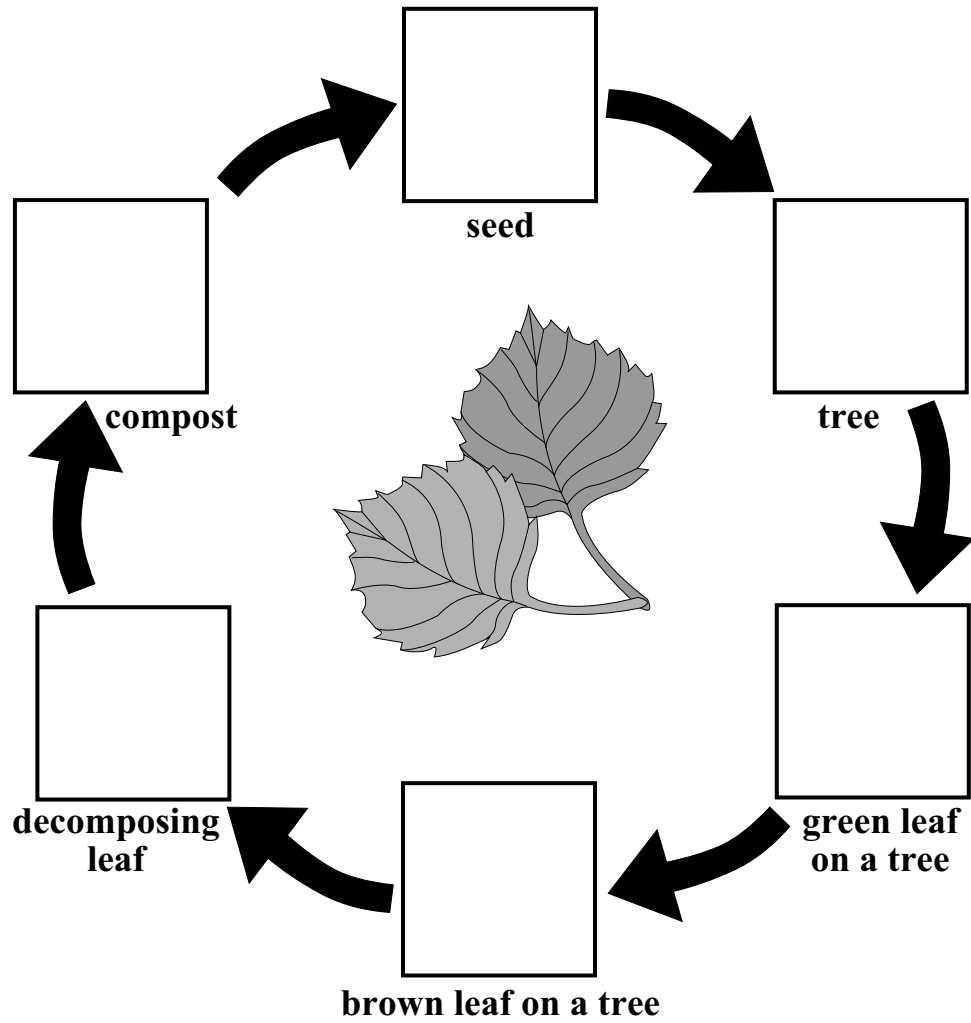 seed
compost
tree
decomposing
leaf
green leaf
on a tree
brown leaf on a tree